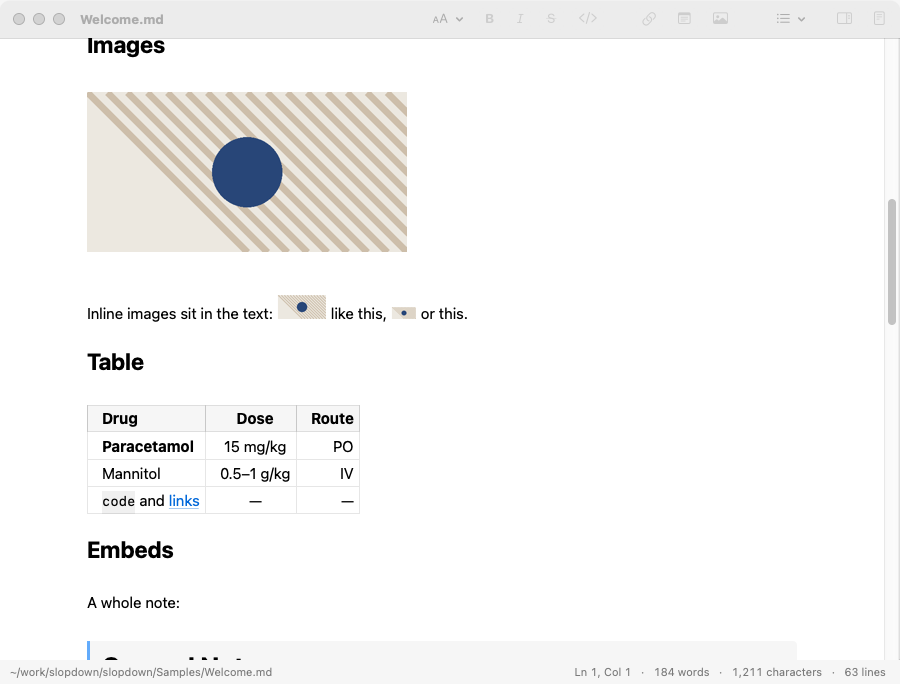 Welcome.md
AA
B I S </>
Images
Inline images sit in the text: like this, or this.
Table
Drug Dose Route
Paracetamol 15 mg/kg PO
Mannitol 0.5–1 g/kg IV
code and links — —
Embeds
A whole note:
~/work/slopdown/slopdown/Samples/Welcome.md
Ln 1, Col 1 · 184 words · 1,211 characters · 63 lines